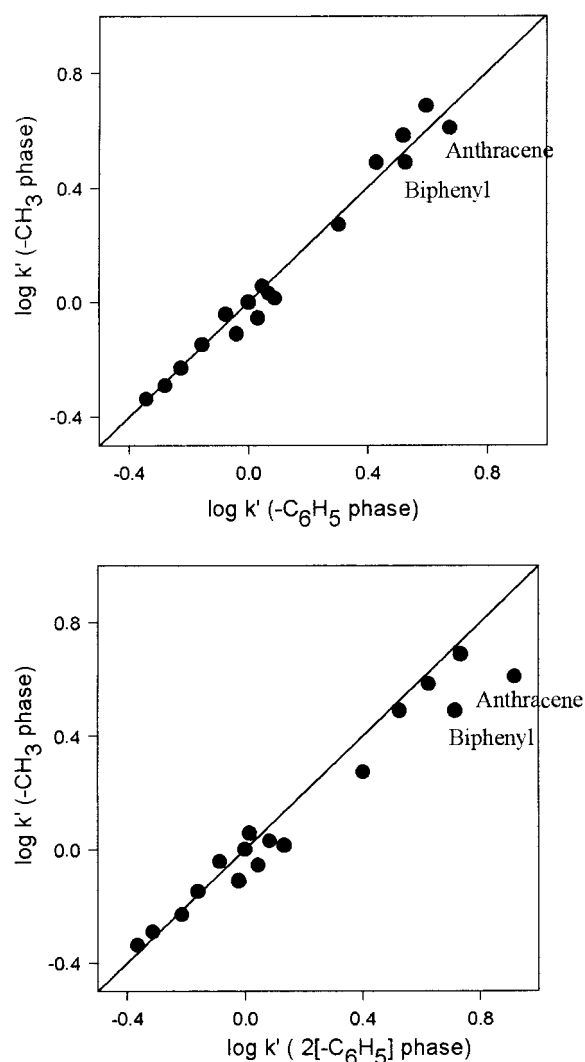 0.8
0.4
0.0
-0.4
log k' (-CH3 phase)
Anthracene
Biphenyl
-0.4 0.0 0.4 0.8
log k' (-C6H5 phase)
0.8
0.4
0.0
-0.4
log k' (-CH3 phase)
Anthracene
Biphenyl
-0.4 0.0 0.4 0.8
log k' ( 2[-C6H5] phase)